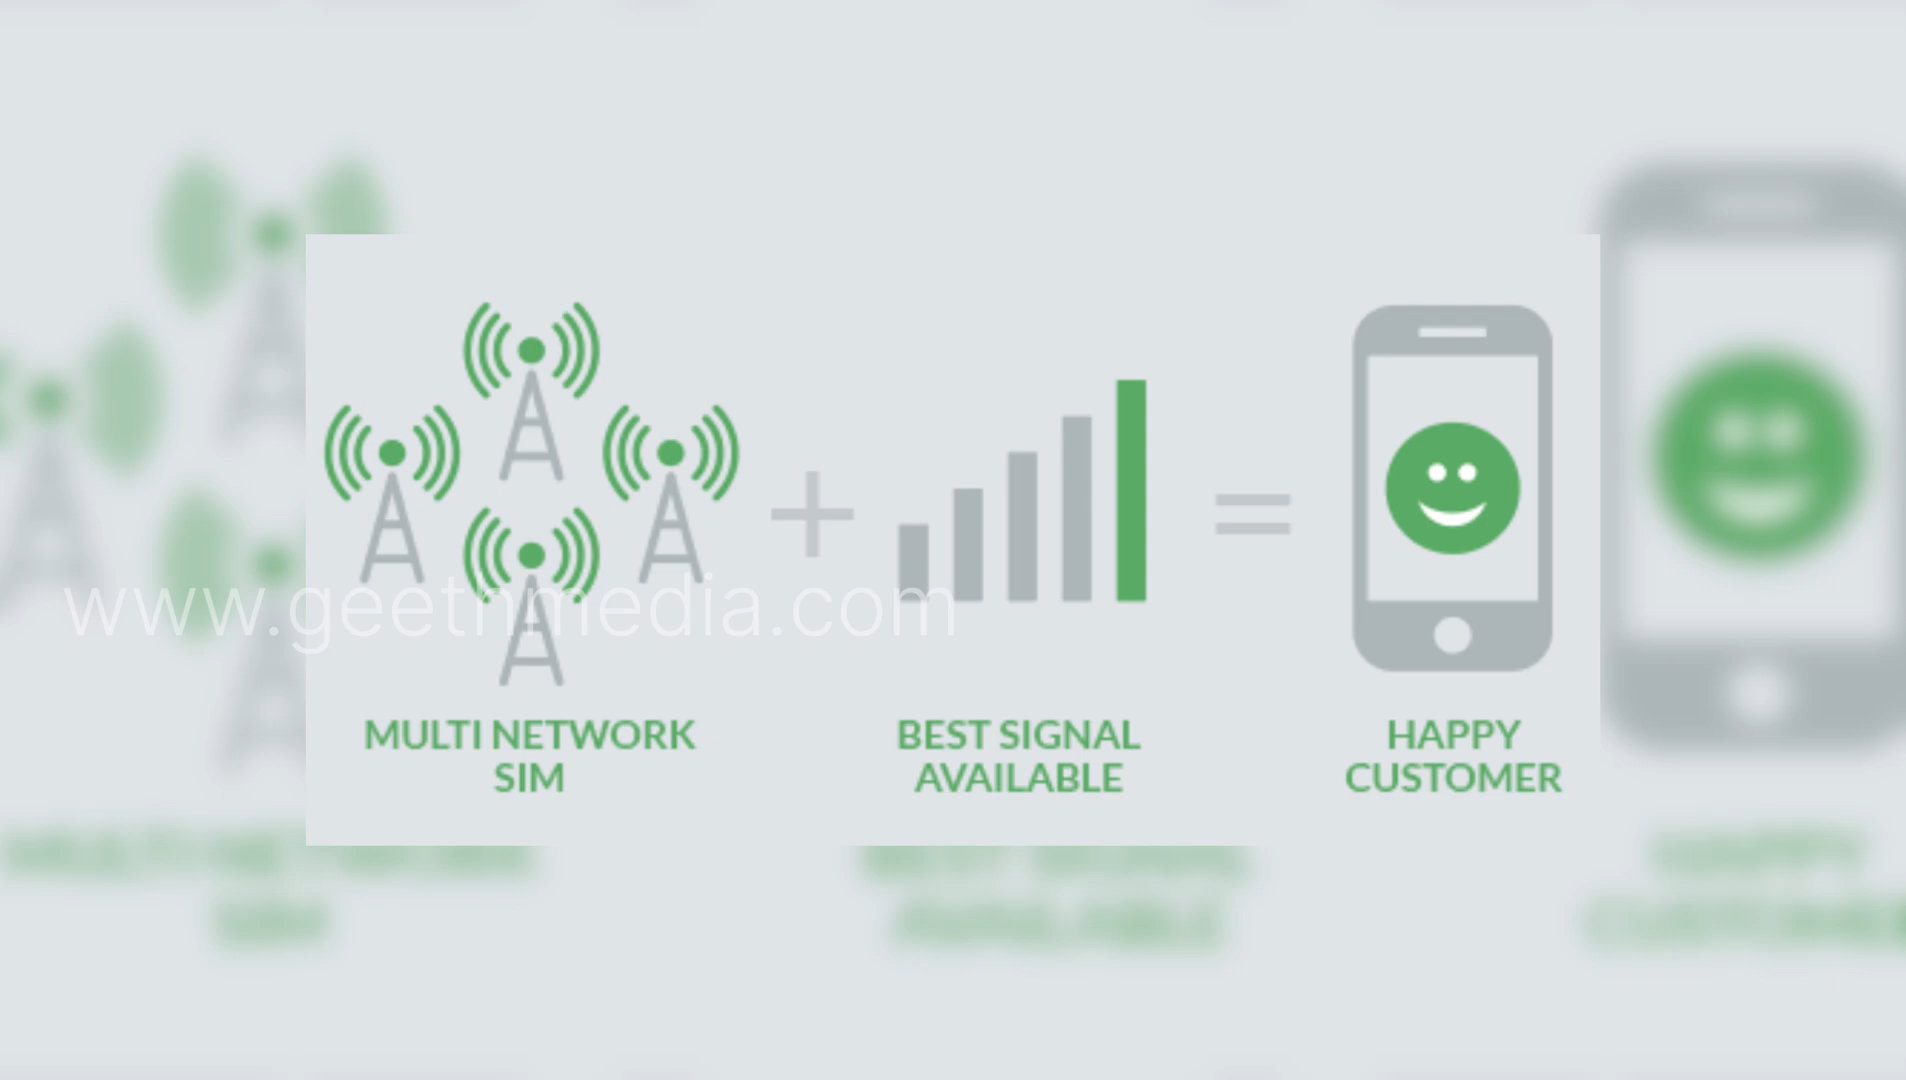 www.geethmedia.com
MULTI NETWORK
SIM
BEST SIGNAL
AVAILABLE
HAPPY
CUSTOMER